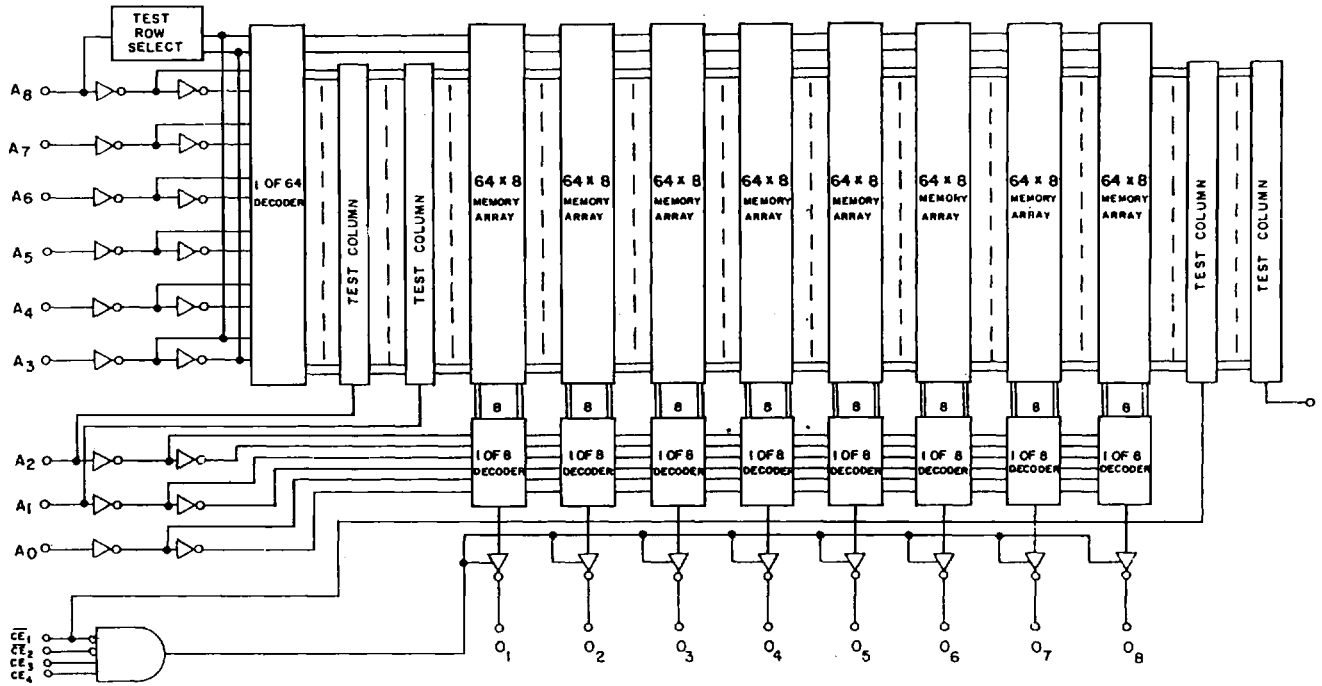 TEST
ROW
SELECT
A8
A7
A6
A5
A4
A3
1 OF 64
DECODER
TEST COLUMN
TEST COLUMN
64 x 8
MEMORY
ARRAY
64 x 8
MEMORY
ARRAY
64 x 8
MEMORY
ARRAY
64 x 8
MEMORY
ARRAY
64 x 8
MEMORY
ARRAY
64 x 8
MEMORY
ARRAY
64 x 8
MEMORY
ARRAY
64 x 8
MEMORY
ARRAY
TEST COLUMN
TEST COLUMN
8
8
8
8
8
8
8
8
A2
A1
A0
1 OF 8
DECODER
1 OF 8
DECODER
1 OF 8
DECODER
1 OF 8
DECODER
1 OF 8
DECODER
1 OF 8
DECODER
1 OF 8
DECODER
1 OF 8
DECODER
C̅E̅1
C̅E̅2
CE3
CE4
O1
O2
O3
O4
O5
O6
O7
O8